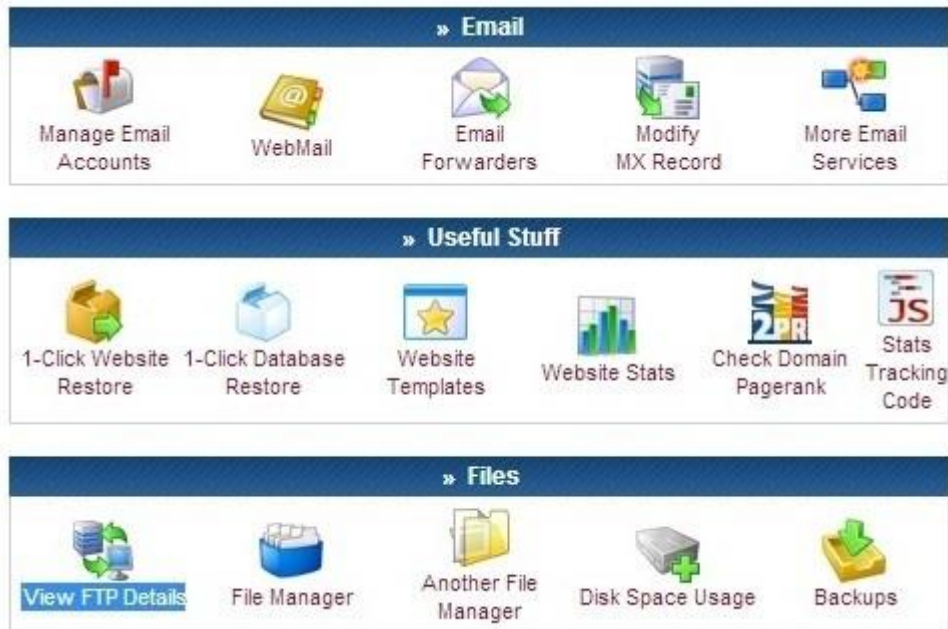 » Email
Manage Email
Accounts
WebMail
Email
Forwarders
Modify
MX Record
More Email
Services
» Useful Stuff
1-Click Website
Restore
1-Click Database
Restore
Website
Templates
Website Stats
2PR
Check Domain
Pagerank
JS
Stats
Tracking
Code
» Files
View FTP Details
File Manager
Another File
Manager
Disk Space Usage
Backups